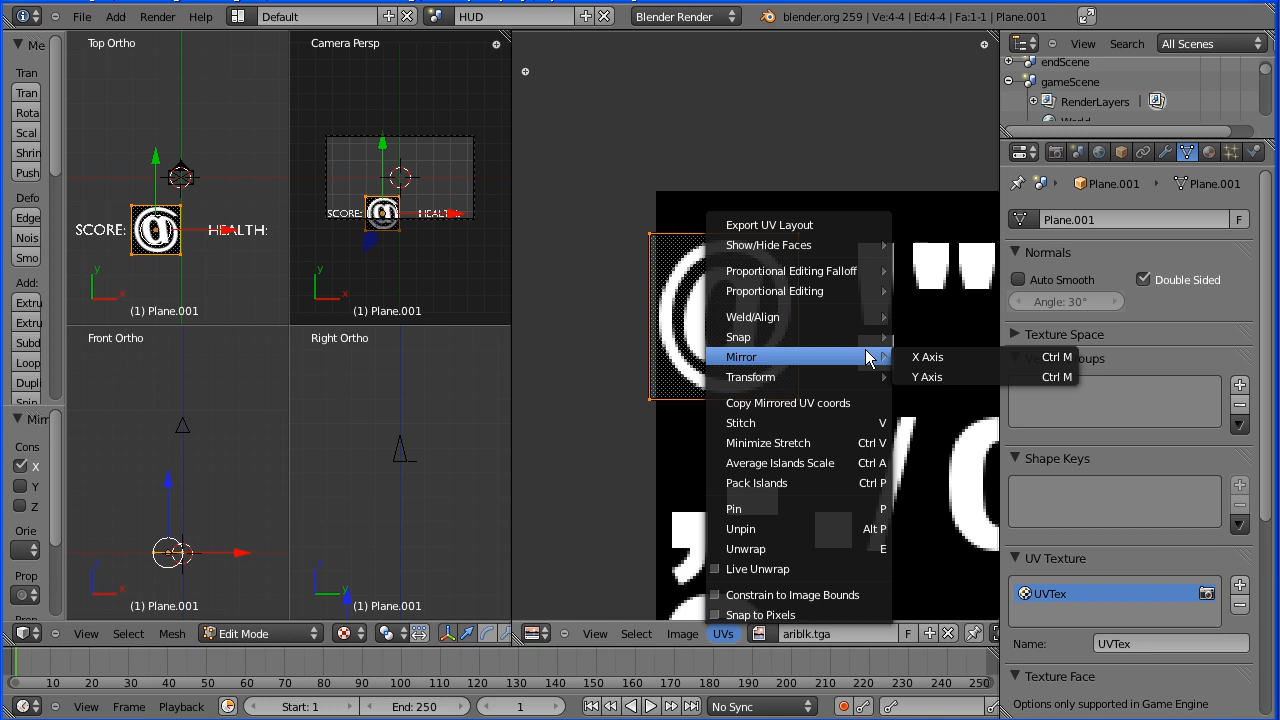 File Add Render Help Default HUD Blender Render blender.org 259 | Ve:4-4 | Ed:4-4 | Fa:1-1 | Plane.001
Me
Tran
Tran
Rota
Scal
Shrin
Push
Defo
Edge
Nois
Smo
Add:
Extru
Extru
Subd
Loop
Dupl
Mirr
Cons
X
Y
Z
Orie
Prop
Top Ortho
SCORE: @ HEALTH:
y
x
(1) Plane.001
Camera Persp
SCORE: @
y
x
(1) Plane.001
Front Ortho
x
(1) Plane.001
Right Ortho
y
(1) Plane.001
Export UV Layout
Show/Hide Faces
Proportional Editing Falloff
Proportional Editing
Weld/Align
Snap
Mirror
Transform
Copy Mirrored UV coords
Stitch V
Minimize Stretch Ctrl V
Average Islands Scale Ctrl A
Pack Islands Ctrl P
Pin P
Unpin Alt P
Unwrap E
Live Unwrap
Constrain to Image Bounds
Snap to Pixels
X Axis Ctrl M
Y Axis Ctrl M
View Select Mesh Edit Mode
View Select Image UVs ariblk.tga F
10 20 30 40 50 60 70 80 90 100 110 120 130 140 150 160 170 180 190 200 210 220 230 240 250
View Frame Playback Start: 1 End: 250 1 No Sync
View Search All Scenes
endScene
gameScene
RenderLayers
Plane.001 Plane.001
Plane.001 F
Normals
Auto Smooth Double Sided
Angle: 30°
Texture Space
Shape Keys
UV Texture
UVTex
Name: UVTex
Texture Face
Options only supported in Game Engine